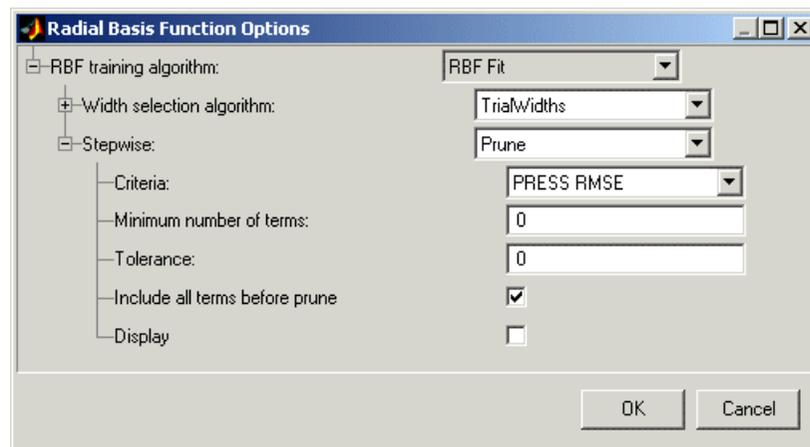 Radial Basis Function Options
RBF training algorithm: RBF Fit
Width selection algorithm: TrialWidths
Stepwise: Prune
Criteria: PRESS RMSE
Minimum number of terms: 0
Tolerance: 0
Include all terms before prune
Display
OK Cancel